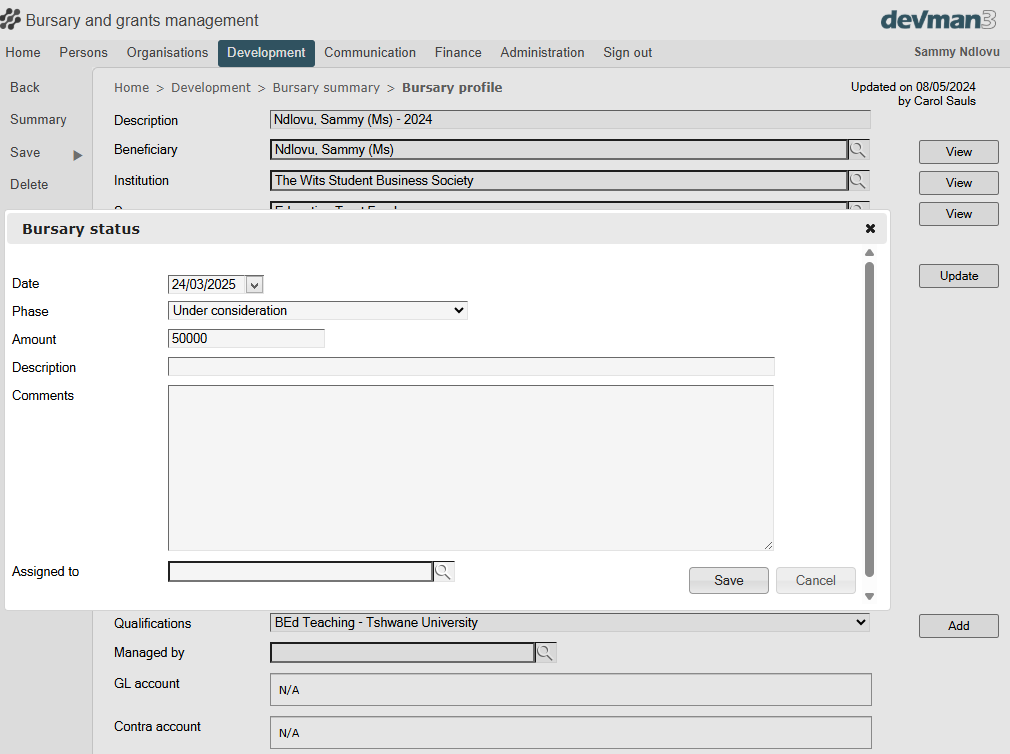 Bursary and grants management
devman3
Home Persons Organisations Development Communication Finance Administration Sign out Sammy Ndlovu
Back
Summary
Save
Delete
Home > Development > Bursary summary > Bursary profile
Updated on 08/05/2024
by Carol Sauls
Description Ndlovu, Sammy (Ms) - 2024
Beneficiary Ndlovu, Sammy (Ms) View
Institution The Wits Student Business Society View
View
Bursary status
Update
Date 24/03/2025
Phase Under consideration
Amount 50000
Description
Comments
Assigned to
Save Cancel
Qualifications BEd Teaching - Tshwane University Add
Managed by
GL account N/A
Contra account N/A